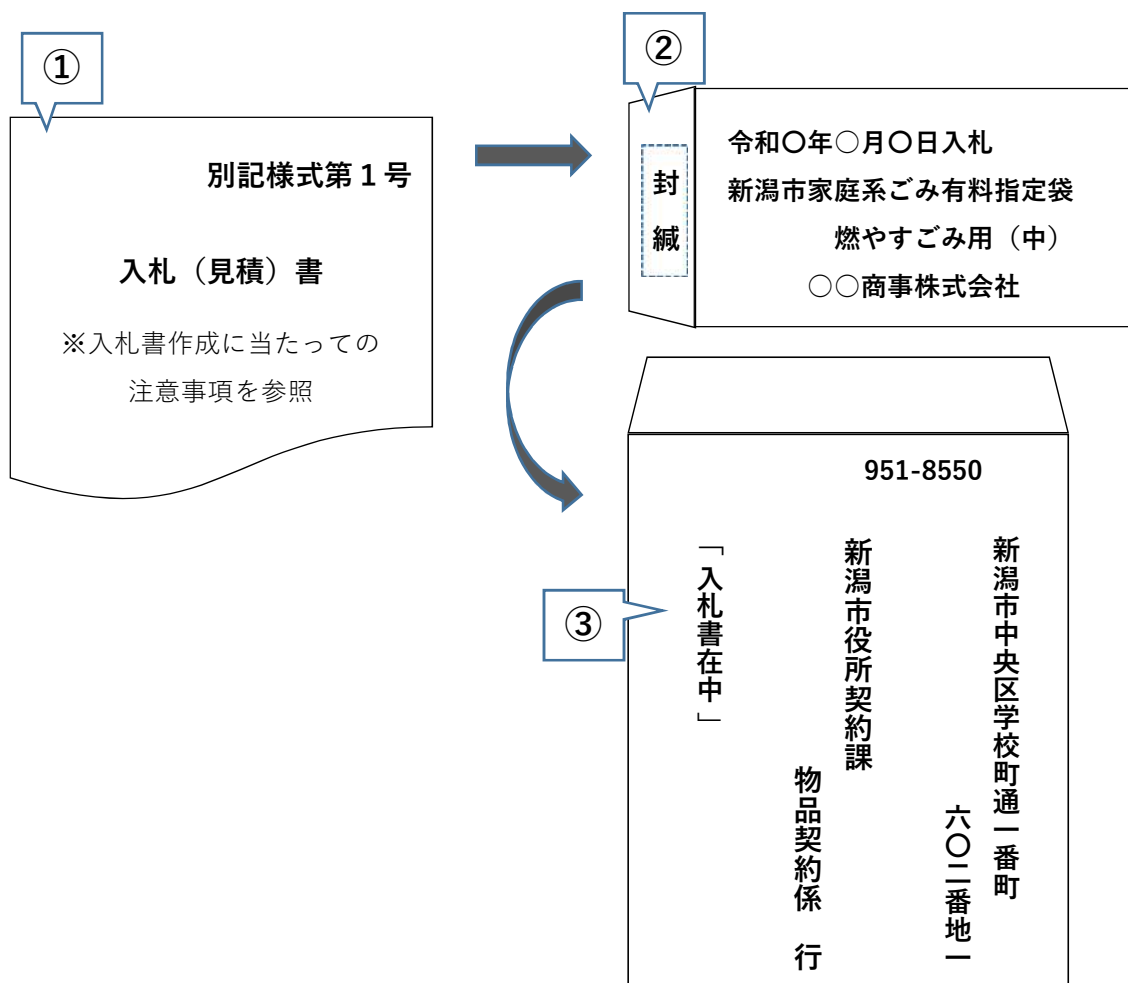 ①
別記様式第１号
入札（見積）書
※入札書作成に当たっての
注意事項を参照
②
封緘
令和〇年○月〇日入札
新潟市家庭系ごみ有料指定袋
燃やすごみ用（中）
○○商事株式会社
③
951-8550
新潟市中央区学校町通一番町
六〇二番地一
新潟市役所契約課
物品契約係　行
「入札書在中」